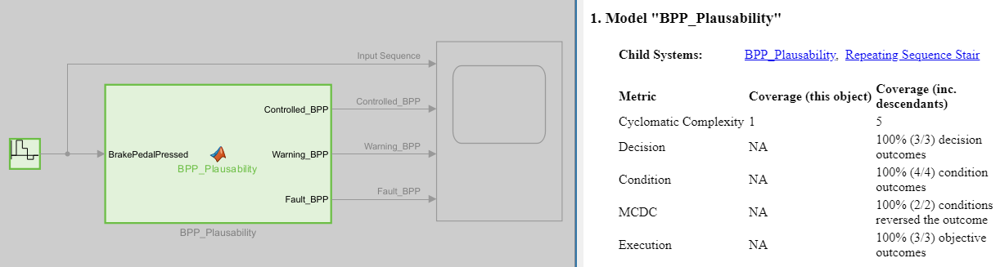 Input Sequence
Controlled_BPP
Controlled_BPP
Warning_BPP
BrakePedalPressed
Warning_BPP
BPP_Plausability
Fault_BPP
Fault_BPP
BPP_Plausability
1. Model "BPP_Plausability"
Child Systems: BPP_Plausability, Repeating Sequence Stair
Metric Coverage (this object) Coverage (inc.
descendants)
Cyclomatic Complexity 1 5
Decision NA 100% (3/3) decision
outcomes
Condition NA 100% (4/4) condition
outcomes
MCDC NA 100% (2/2) conditions
reversed the outcome
Execution NA 100% (3/3) objective
outcomes